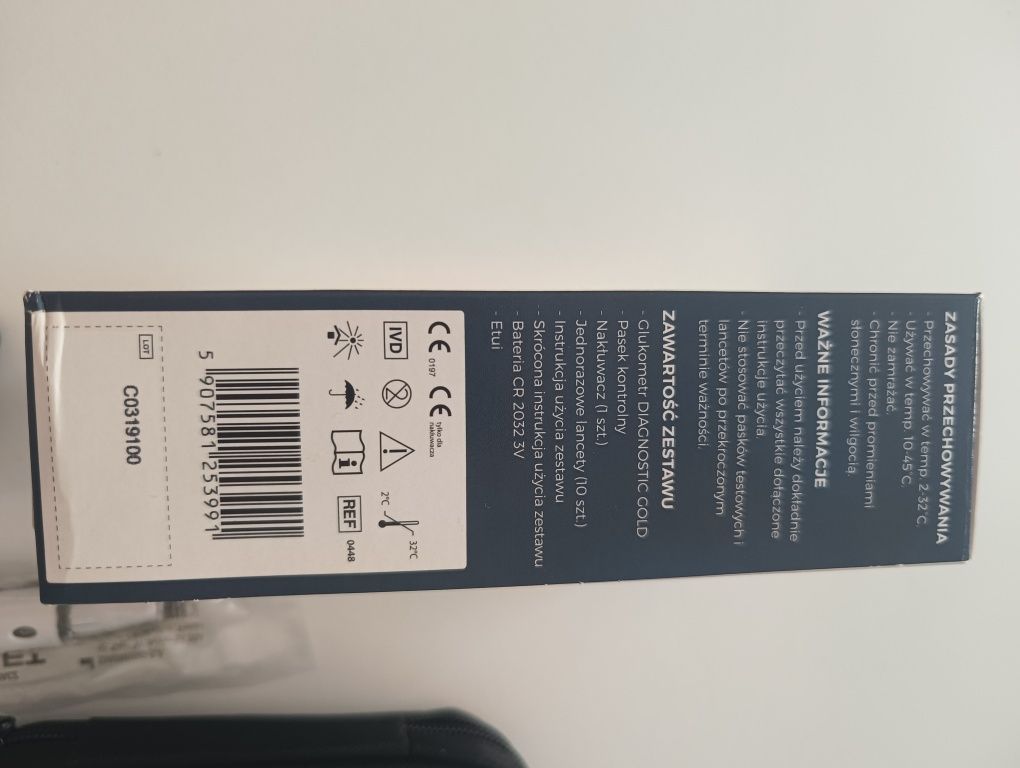 ZASADY PRZECHOWYWANIA
- Przechowywać w temp. 2-32°C.
- Używać w temp. 10-45°C.
- Nie zamrażać.
- Chronić przed promieniami
słonecznymi i wilgocią.
WAŻNE INFORMACJE
- Przed użyciem należy dokładnie
przeczytać wszystkie dołączone
instrukcje użycia.
- Nie stosować pasków testowych i
lancetów po przekroczonym
terminie ważności.
ZAWARTOŚĆ ZESTAWU
- Glukometr DIAGNOSTIC GOLD
- Pasek kontrolny
- Nakłuwacz (1 szt.)
- Jednorazowe lancety (10 szt.)
- Instrukcja użycia zestawu
- Skrócona instrukcja użycia zestawu
- Bateria CR 2032 3V
- Etui
CE 0197 CE tylko dla
nakłuwacza
IVD 2 2°C 32°C
i REF 0448
5 907581 253991
LOT
C0319100